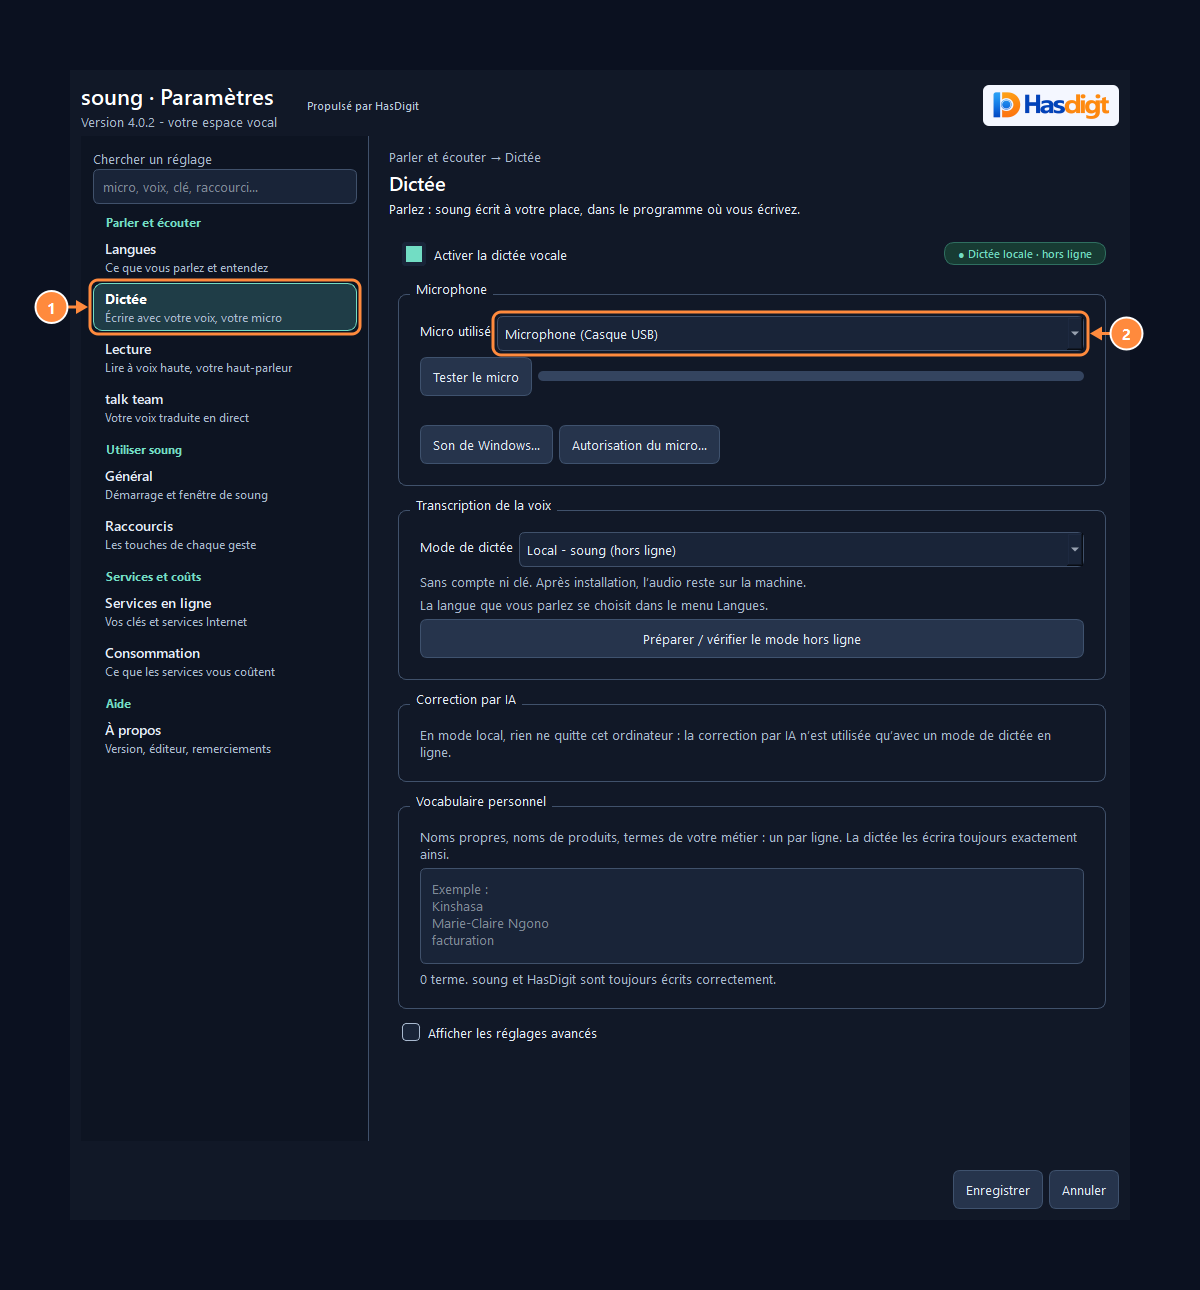 soung · Paramètres
Propulsé par HasDigit
Version 4.0.2 - votre espace vocal
Hasdigit
Chercher un réglage
micro, voix, clé, raccourci...
Parler et écouter
Langues
Ce que vous parlez et entendez
1
Dictée
Écrire avec votre voix, votre micro
Lecture
Lire à voix haute, votre haut-parleur
talk team
Votre voix traduite en direct
Utiliser soung
Général
Démarrage et fenêtre de soung
Raccourcis
Les touches de chaque geste
Services et coûts
Services en ligne
Vos clés et services Internet
Consommation
Ce que les services vous coûtent
Aide
À propos
Version, éditeur, remerciements
Parler et écouter → Dictée
Dictée
Parlez : soung écrit à votre place, dans le programme où vous écrivez.
Activer la dictée vocale
● Dictée locale · hors ligne
Microphone
Micro utilisé
Microphone (Casque USB)
2
Tester le micro
Son de Windows...
Autorisation du micro...
Transcription de la voix
Mode de dictée
Local - soung (hors ligne)
Sans compte ni clé. Après installation, l'audio reste sur la machine.
La langue que vous parlez se choisit dans le menu Langues.
Préparer / vérifier le mode hors ligne
Correction par IA
En mode local, rien ne quitte cet ordinateur : la correction par IA n'est utilisée qu'avec un mode de dictée en
ligne.
Vocabulaire personnel
Noms propres, noms de produits, termes de votre métier : un par ligne. La dictée les écrira toujours exactement
ainsi.
Exemple :
Kinshasa
Marie-Claire Ngono
facturation
0 terme. soung et HasDigit sont toujours écrits correctement.
Afficher les réglages avancés
Enregistrer
Annuler